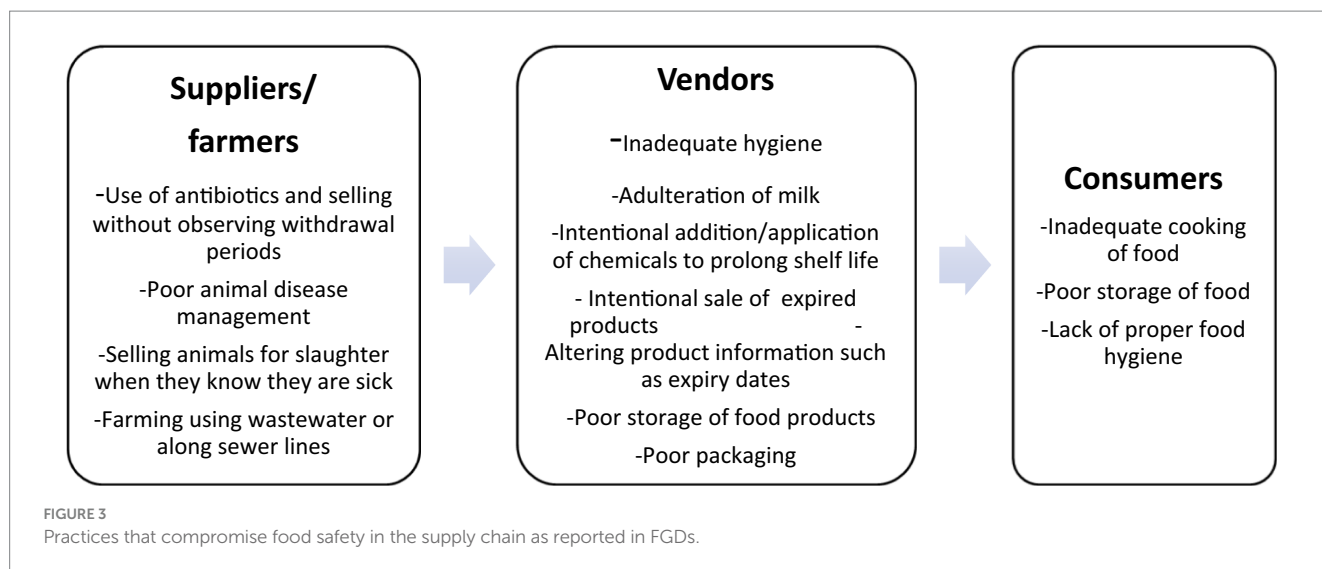 Suppliers/
farmers
-Use of antibiotics and selling
without observing withdrawal
periods
-Poor animal disease
management
-Selling animals for slaughter
when they know they are sick
-Farming using wastewater or
along sewer lines
Vendors
-Inadequate hygiene
-Adulteration of milk
-Intentional addition/application
of chemicals to prolong shelf life
- Intentional sale of expired
products -
Altering product information such
as expiry dates
-Poor storage of food products
-Poor packaging
Consumers
-Inadequate cooking
of food
-Poor storage of food
-Lack of proper food
hygiene
FIGURE 3
Practices that compromise food safety in the supply chain as reported in FGDs.